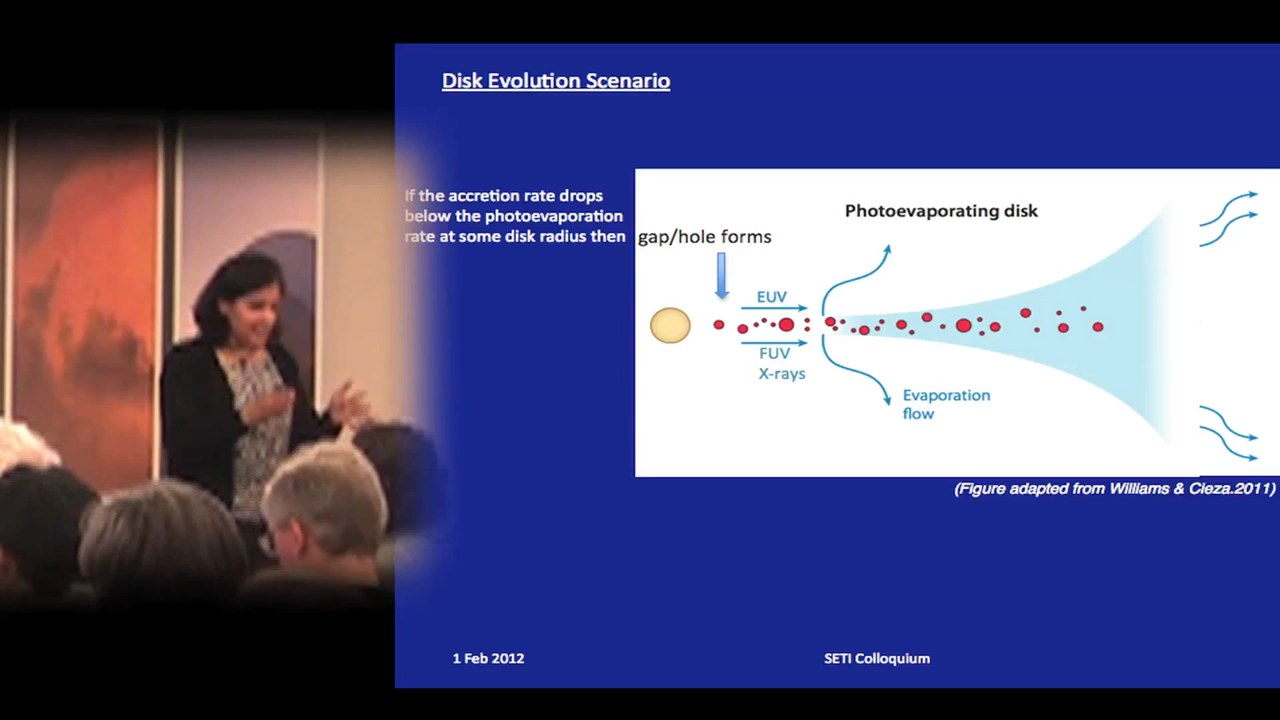 Disk Evolution Scenario
If the accretion rate drops
below the photoevaporation
rate at some disk radius then
gap/hole forms
Photoevaporating disk
EUV
FUV
X-rays
Evaporation
flow
(Figure adapted from Williams & Cieza.2011)
1 Feb 2012
SETI Colloquium